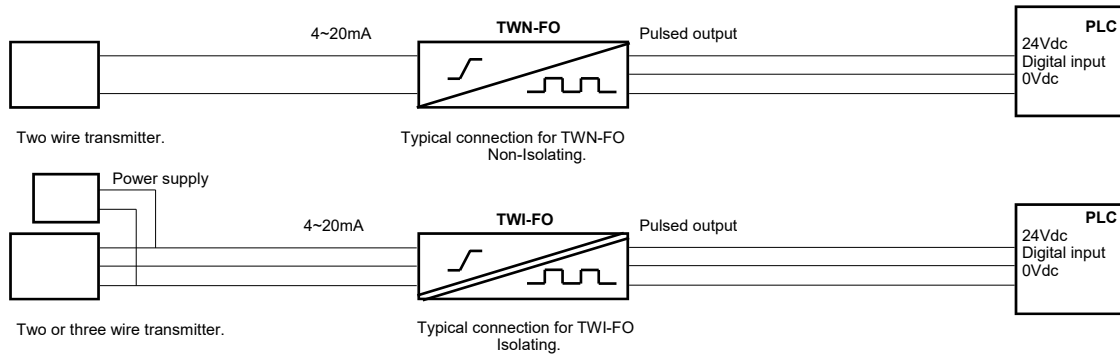 4~20mA
TWN-FO
Pulsed output
PLC
24Vdc
Digital input
0Vdc
Two wire transmitter.
Typical connection for TWN-FO
Non-Isolating.
Power supply
4~20mA
TWI-FO
Pulsed output
PLC
24Vdc
Digital input
0Vdc
Two or three wire transmitter.
Typical connection for TWI-FO
Isolating.